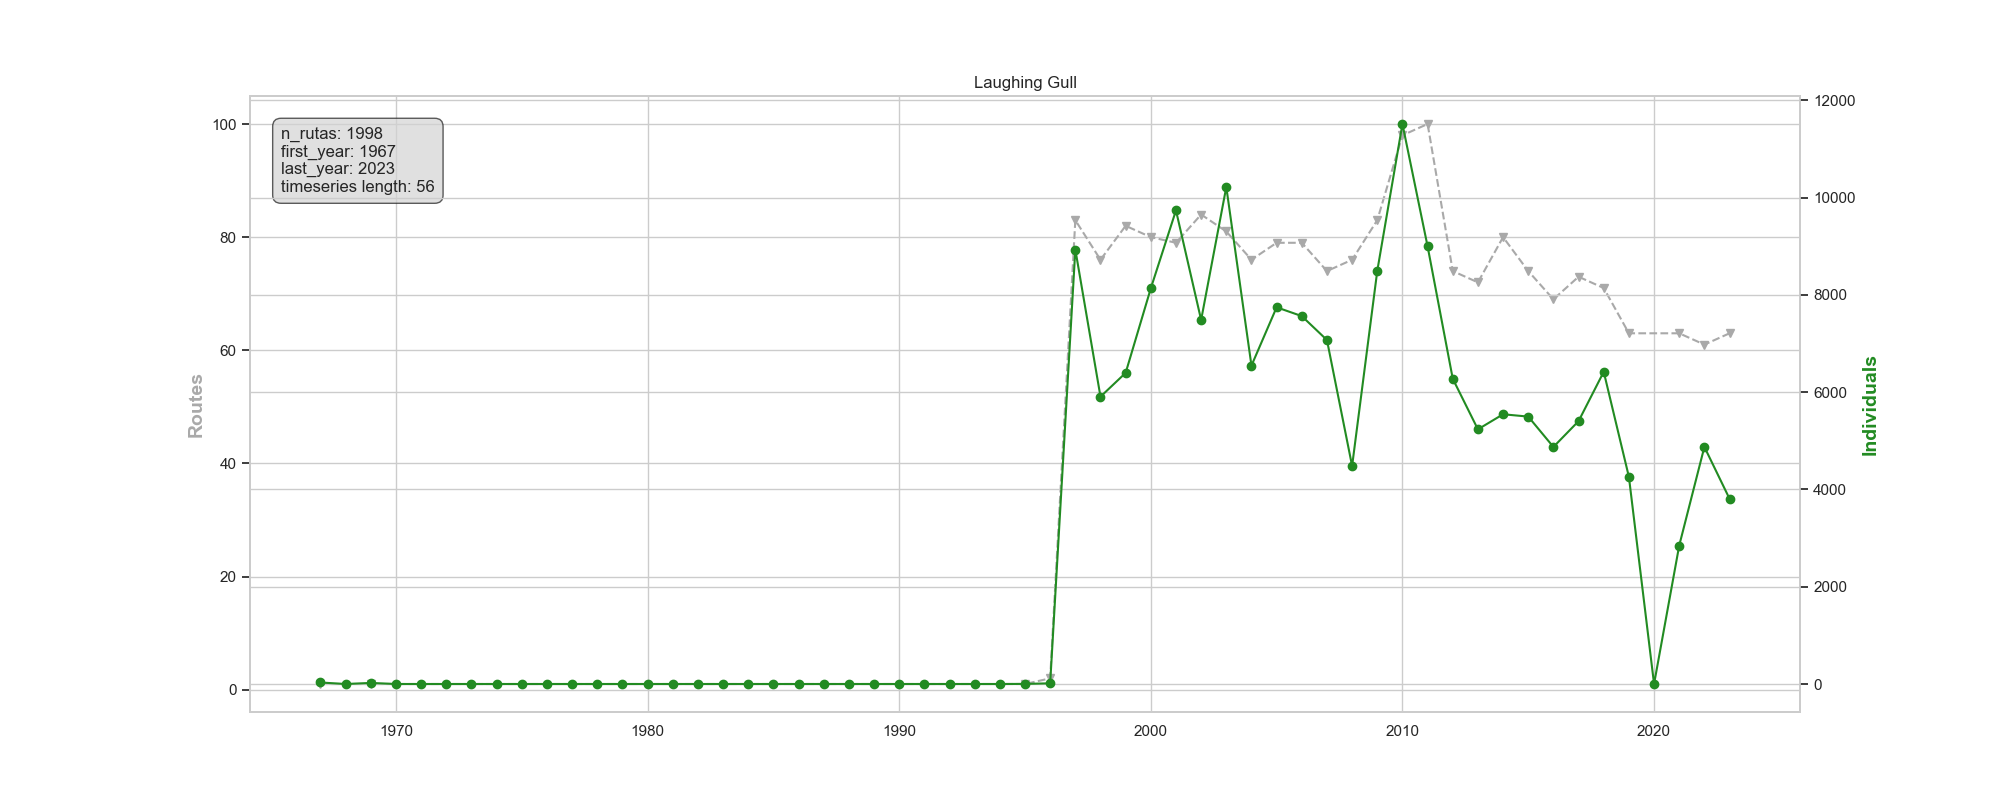 Laughing Gull
n_rutas: 1998
first_year: 1967
last_year: 2023
timeseries length: 56
Routes
100
80
60
40
20
0
12000
10000
8000
6000
4000
2000
0
Individuals
1970
1980
1990
2000
2010
2020